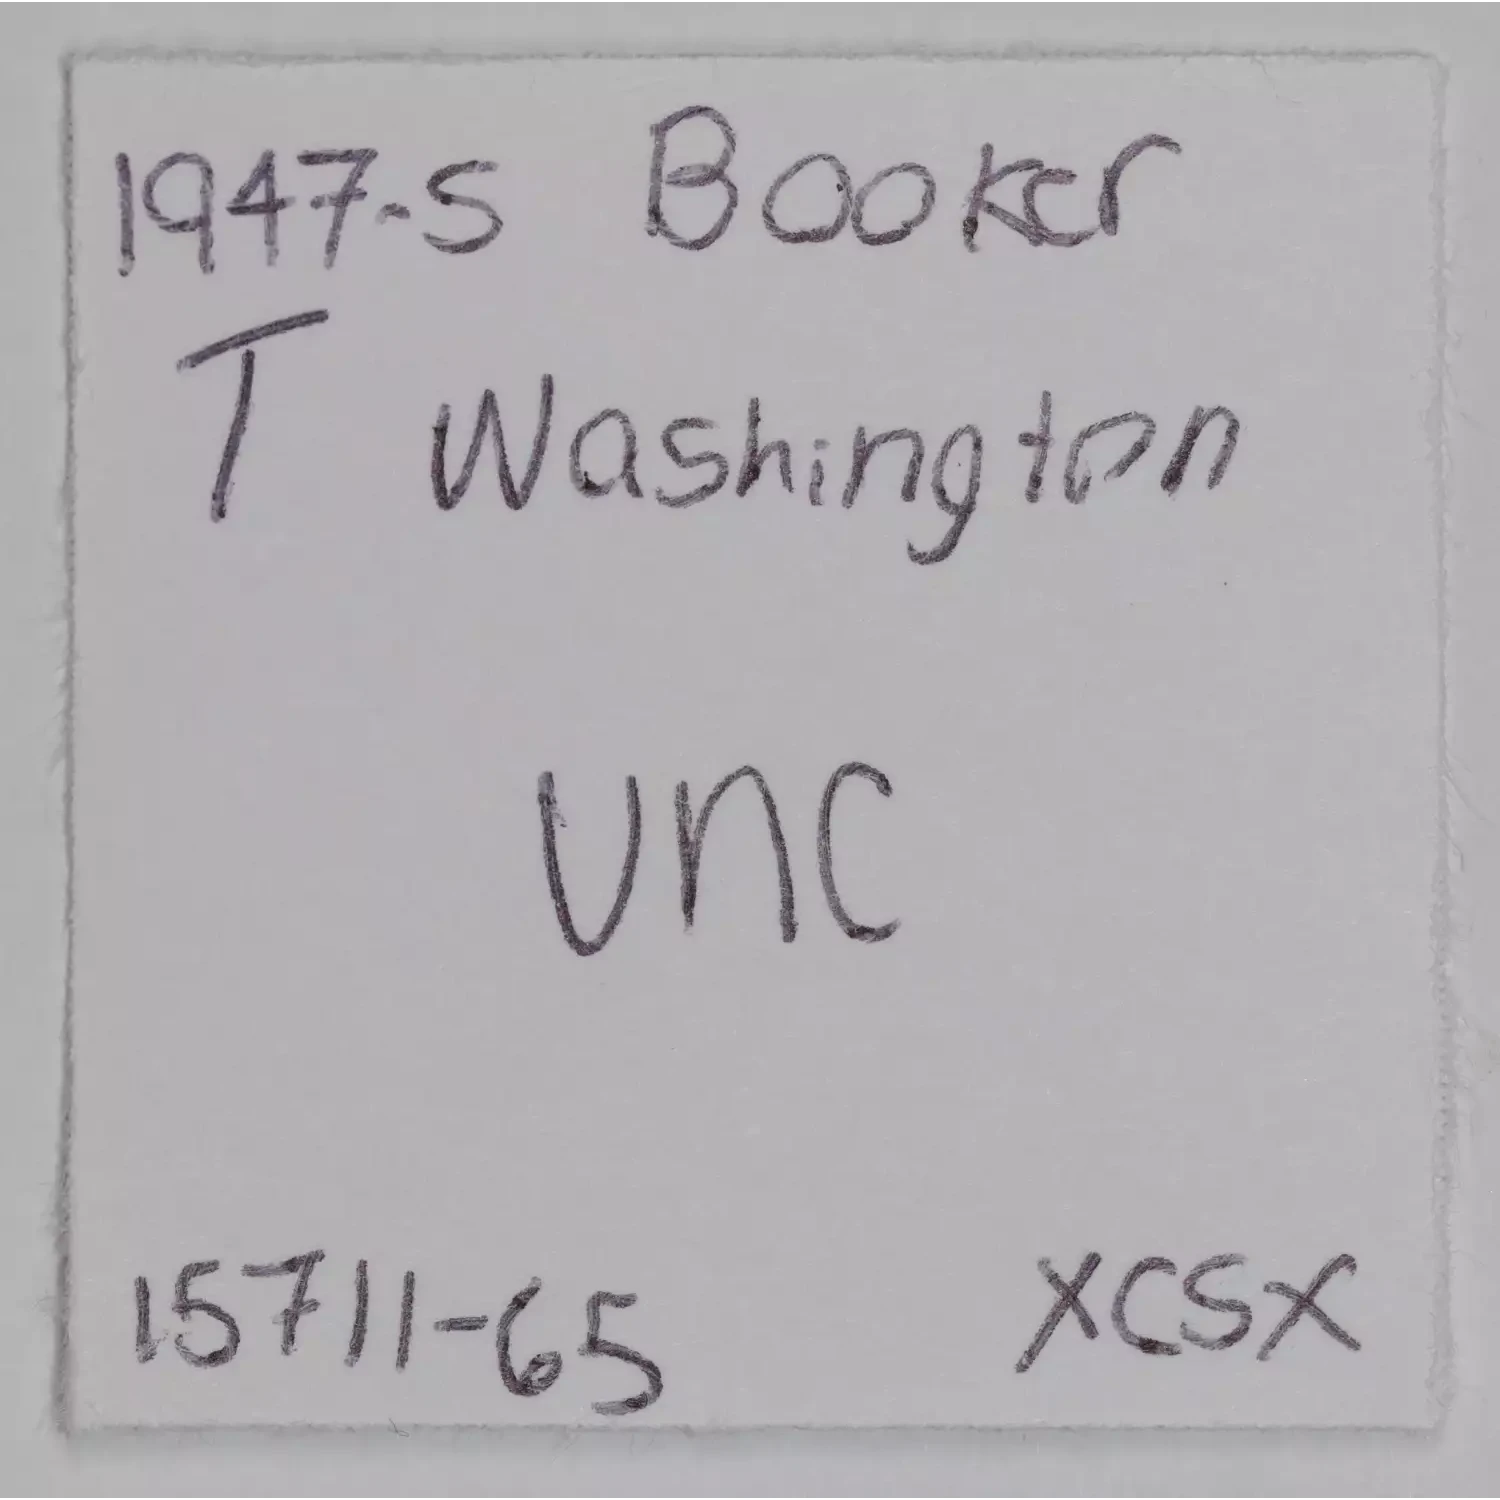 1947-S Booker
T Washington
UNC
15711-65 XCSX